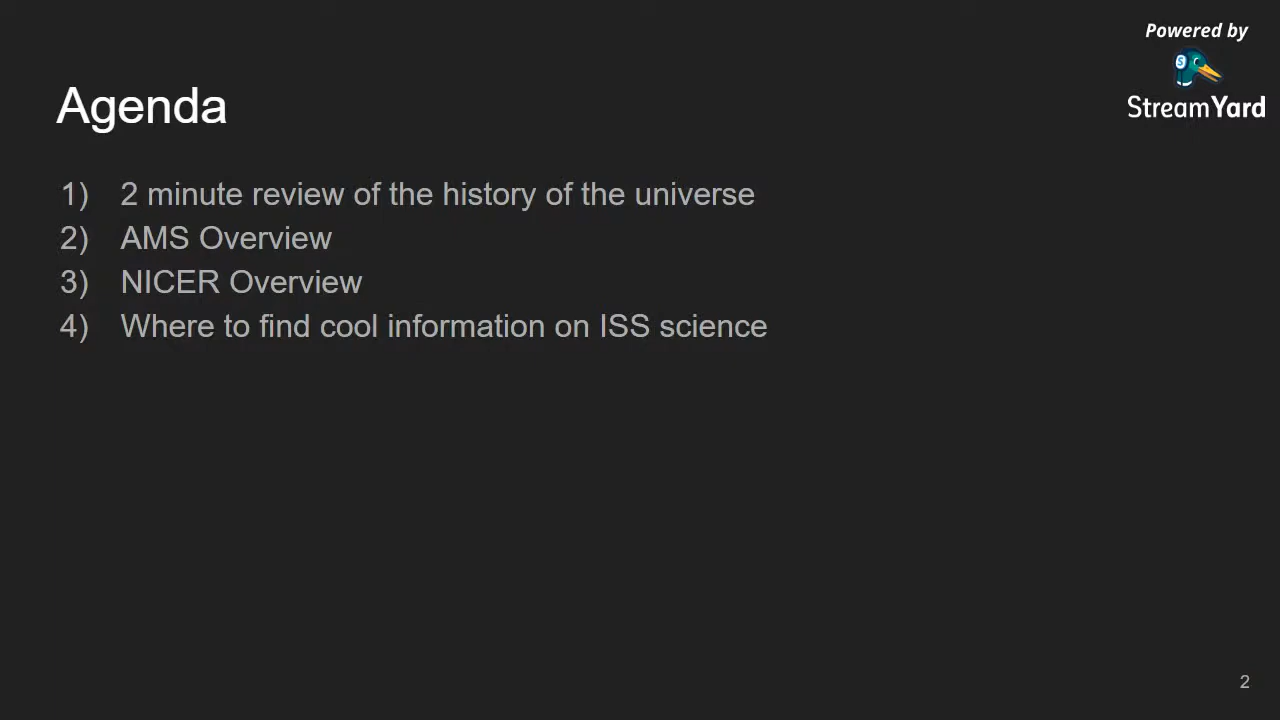 Powered by
StreamYard
Agenda
1) 2 minute review of the history of the universe
2) AMS Overview
3) NICER Overview
4) Where to find cool information on ISS science
2